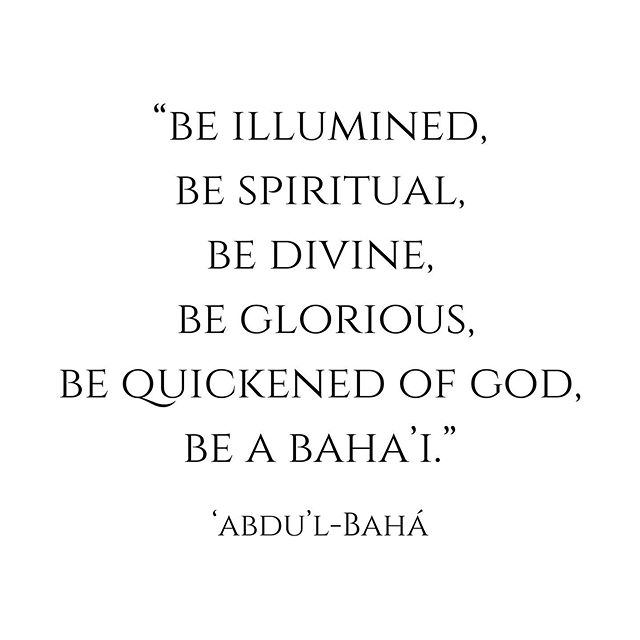 “BE ILLUMINED,
BE SPIRITUAL,
BE DIVINE,
BE GLORIOUS,
BE QUICKENED OF GOD,
BE A BAHA’I.”
‘ABDU’L-BAHÁ